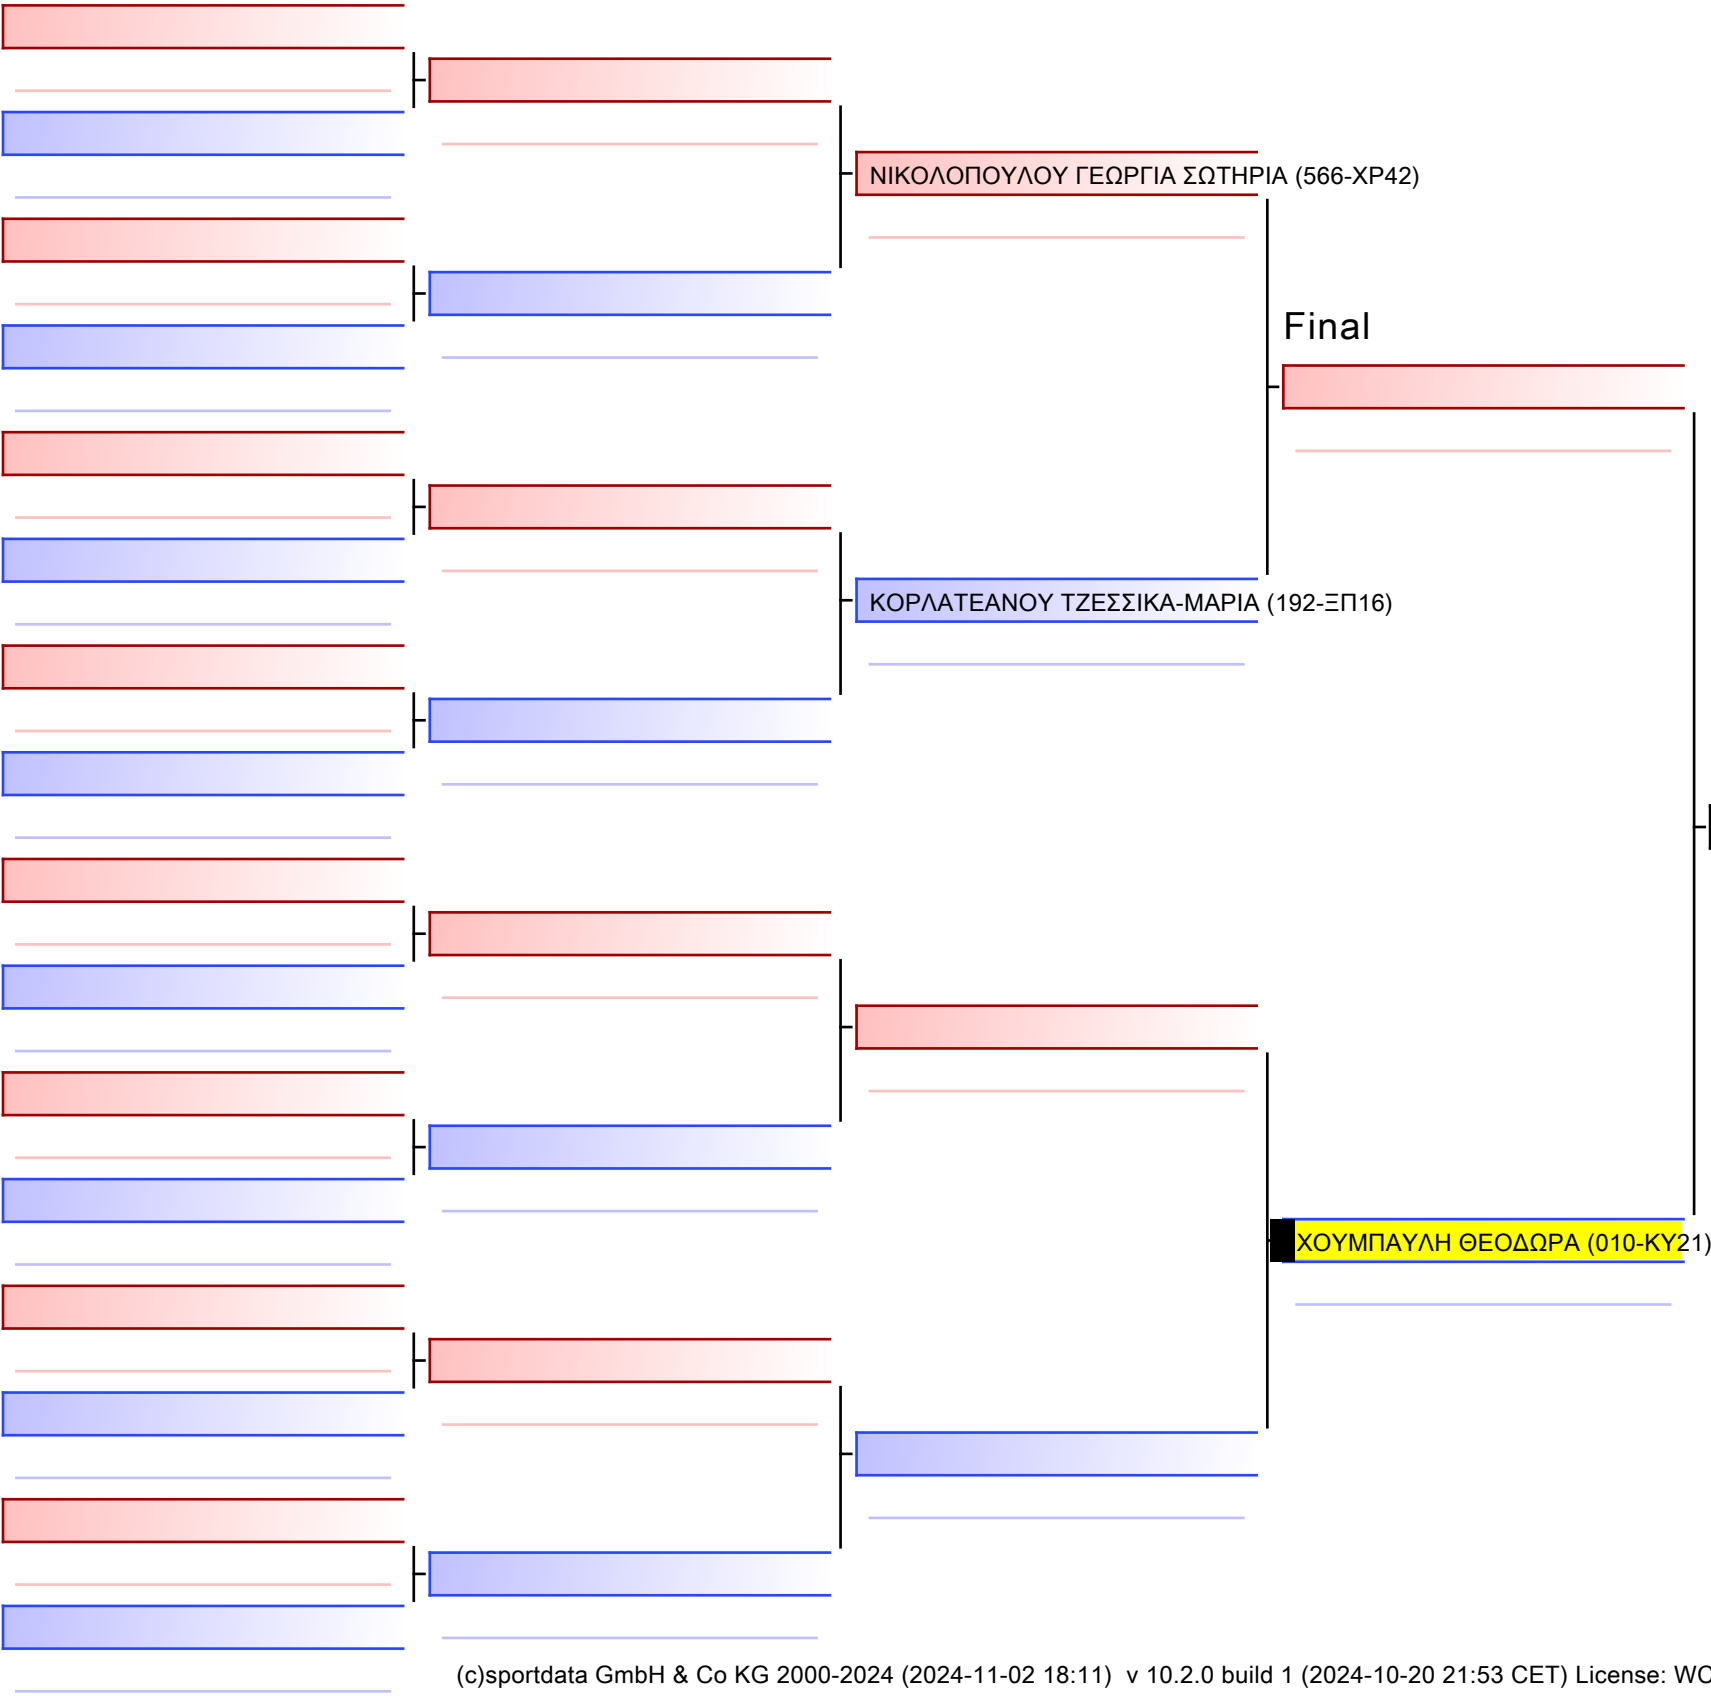 ΝΙΚΟΛΟΠΟΥΛΟΥ ΓΕΩΡΓΙΑ ΣΩΤΗΡΙΑ (566-ΧΡ42)
Final
ΚΟΡΛΑΤΕΑΝΟΥ ΤΖΕΣΣΙΚΑ-ΜΑΡΙΑ (192-ΞΠ16)
ΧΟΥΜΠΑΥΛΗ ΘΕΟΔΩΡΑ (010-ΚΥ21)
(c)sportdata GmbH & Co KG 2000-2024 (2024-11-02 18:11) v 10.2.0 build 1 (2024-10-20 21:53 CET) License: WC